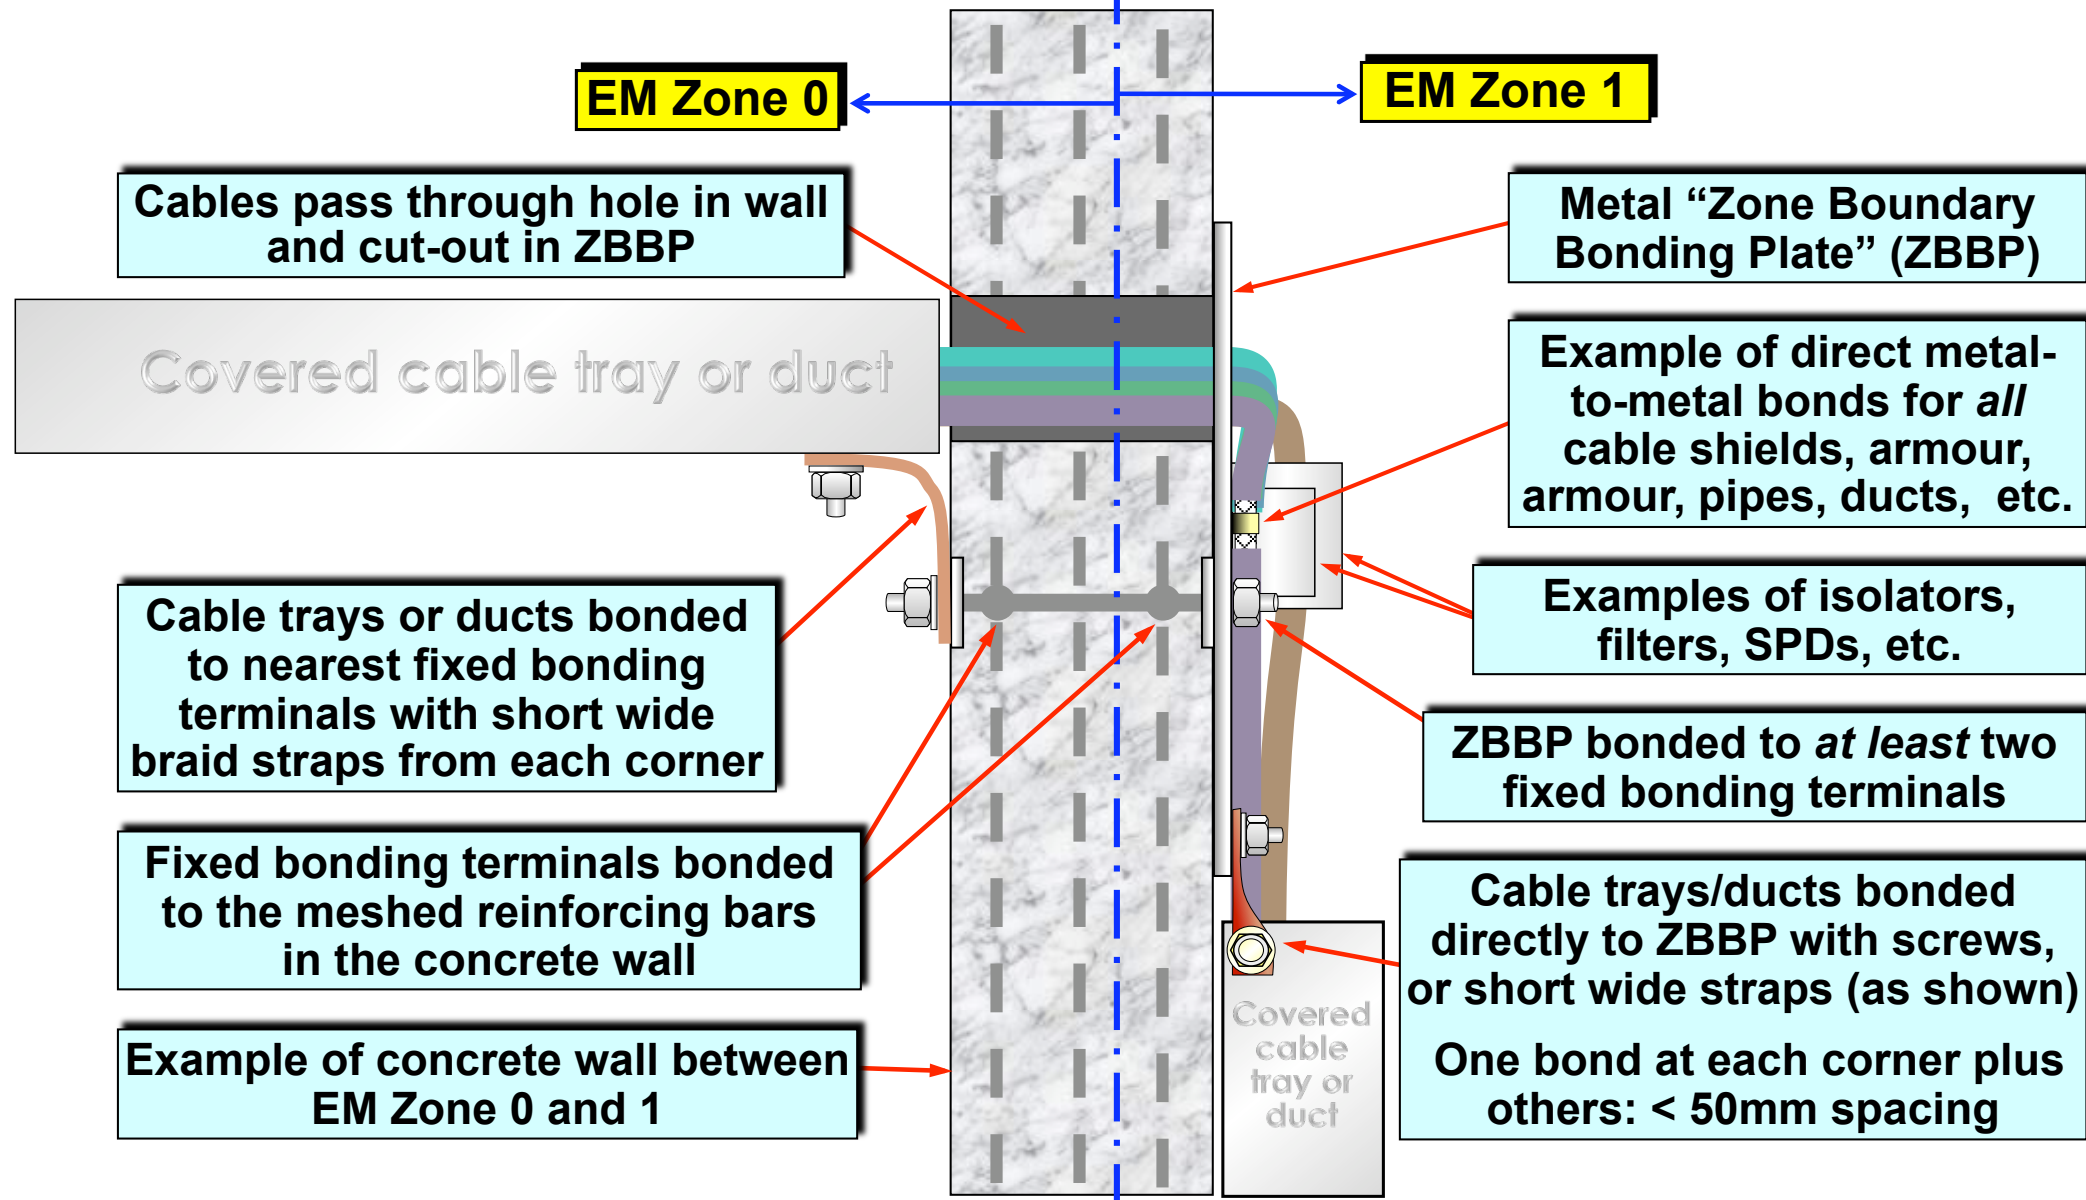 EM Zone 0
EM Zone 1
Cables pass through hole in wall
and cut-out in ZBBP
Covered cable tray or duct
Cable trays or ducts bonded
to nearest fixed bonding
terminals with short wide
braid straps from each corner
Fixed bonding terminals bonded
to the meshed reinforcing bars
in the concrete wall
Example of concrete wall between
EM Zone 0 and 1
Metal “Zone Boundary
Bonding Plate” (ZBBP)
Example of direct metal-
to-metal bonds for all
cable shields, armour,
armour, pipes, ducts, etc.
Examples of isolators,
filters, SPDs, etc.
ZBBP bonded to at least two
fixed bonding terminals
Cable trays/ducts bonded
directly to ZBBP with screws,
or short wide straps (as shown)
One bond at each corner plus
others: < 50mm spacing
Covered
cable
tray or
duct